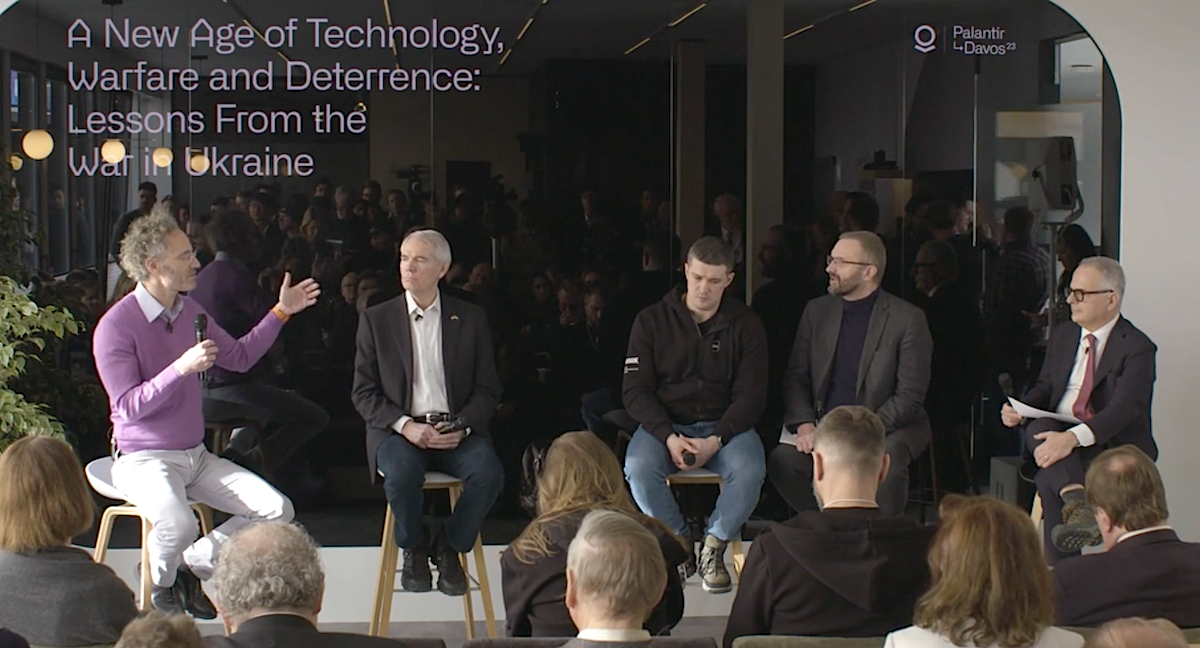 A New Age of Technology,
Warfare and Deterrence:
Lessons From the
War in Ukraine
Palantir
↳Davos²³